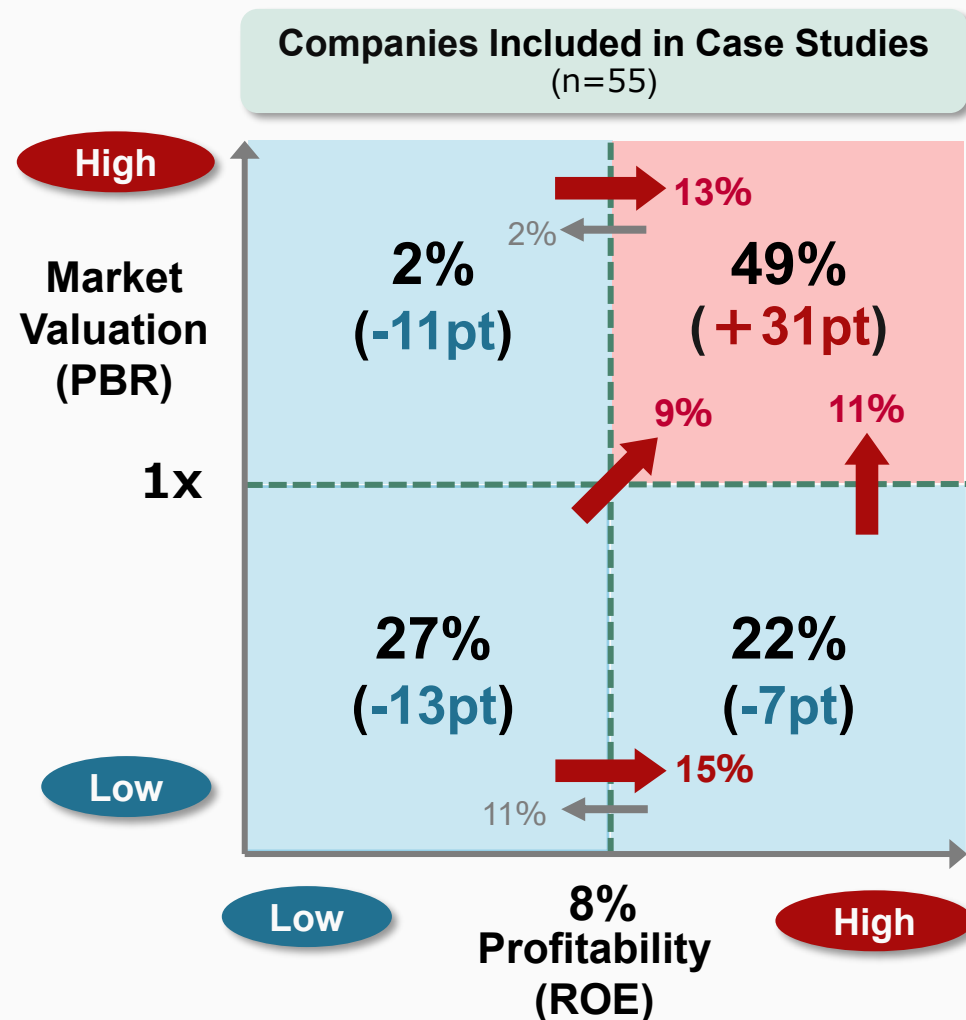 Companies Included in Case Studies
(n=55)
High
Market
Valuation
(PBR)
1x
Low
13%
2%
2%
(-11pt)
49%
(+31pt)
9%
11%
27%
(-13pt)
22%
(-7pt)
15%
11%
Low
8%
Profitability
(ROE)
High